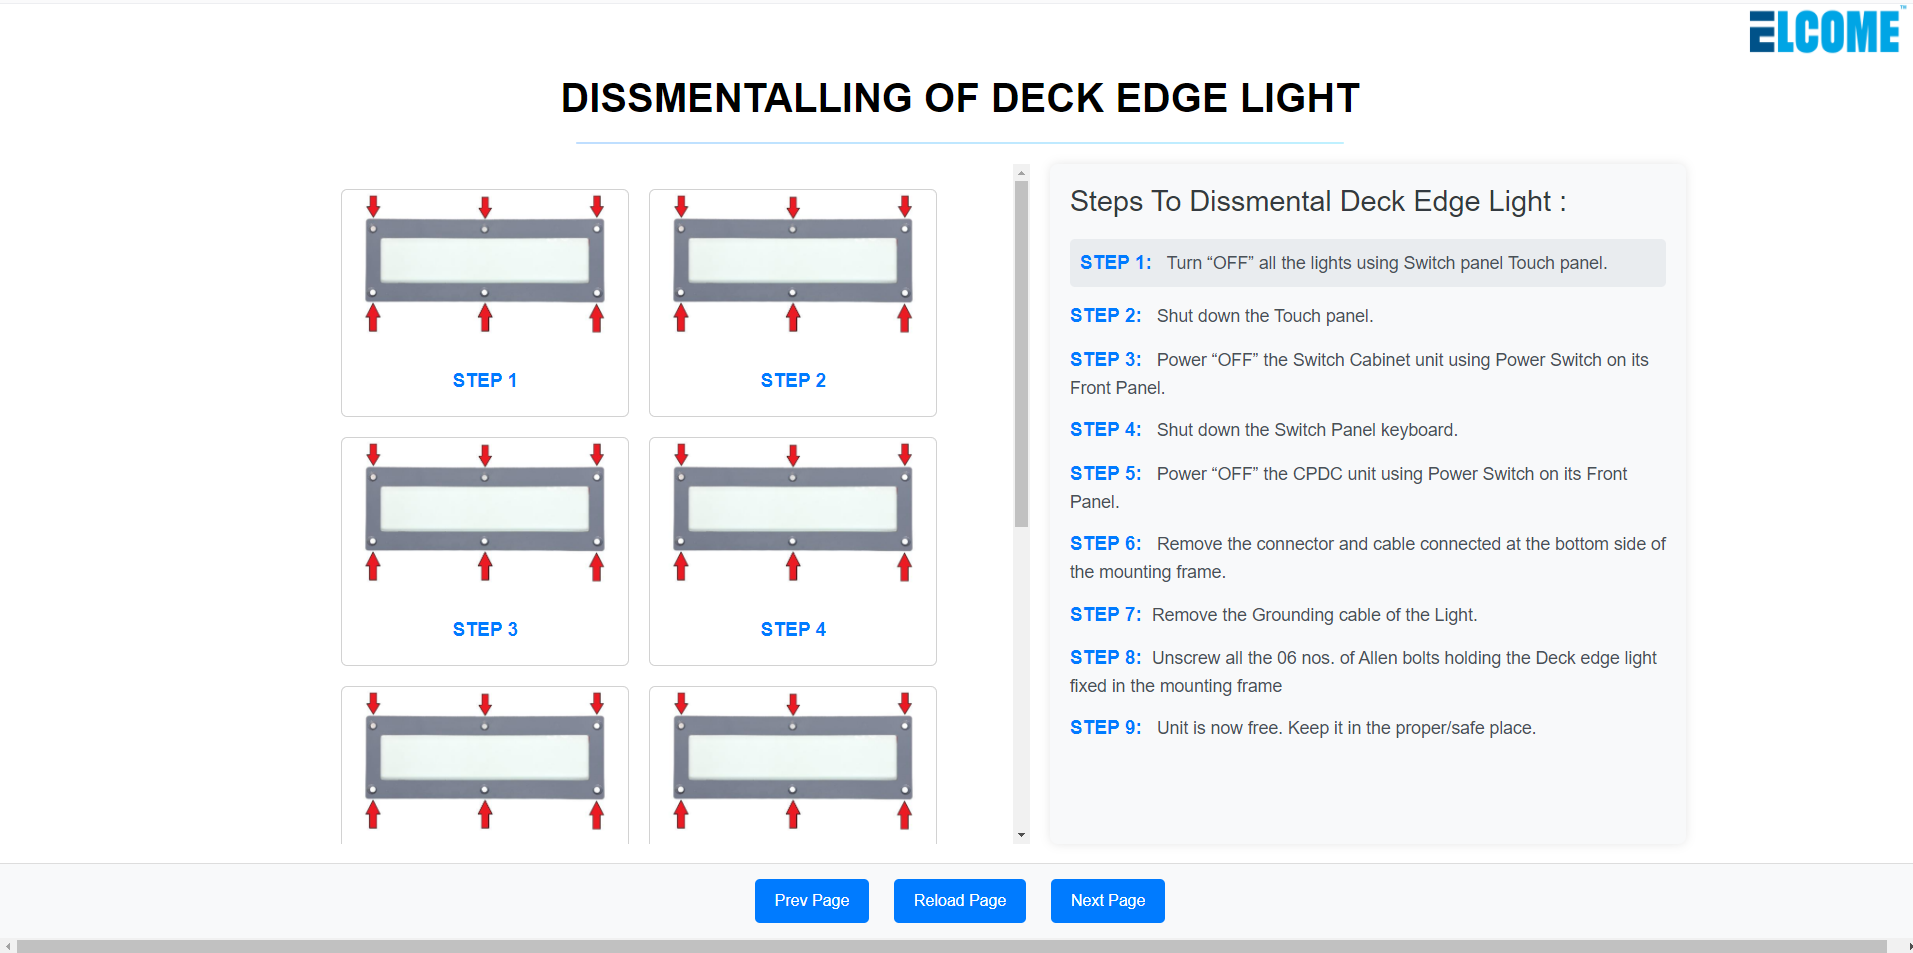 ELCOME™
DISSMENTALLING OF DECK EDGE LIGHT
STEP 1
STEP 2
STEP 3
STEP 4
Steps To Dissmental Deck Edge Light :
STEP 1: Turn “OFF” all the lights using Switch panel Touch panel.
STEP 2: Shut down the Touch panel.
STEP 3: Power “OFF” the Switch Cabinet unit using Power Switch on its
Front Panel.
STEP 4: Shut down the Switch Panel keyboard.
STEP 5: Power “OFF” the CPDC unit using Power Switch on its Front
Panel.
STEP 6: Remove the connector and cable connected at the bottom side of
the mounting frame.
STEP 7: Remove the Grounding cable of the Light.
STEP 8: Unscrew all the 06 nos. of Allen bolts holding the Deck edge light
fixed in the mounting frame
STEP 9: Unit is now free. Keep it in the proper/safe place.
Prev Page
Reload Page
Next Page